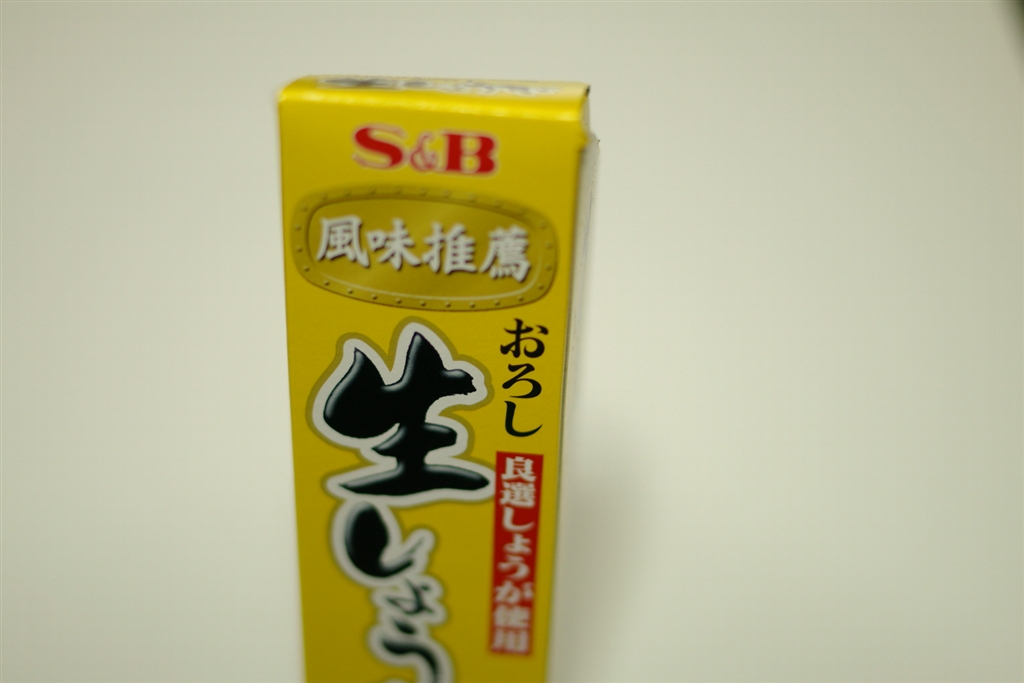 S&B
風味推薦
おろし
生しょう
良選しょうが使用